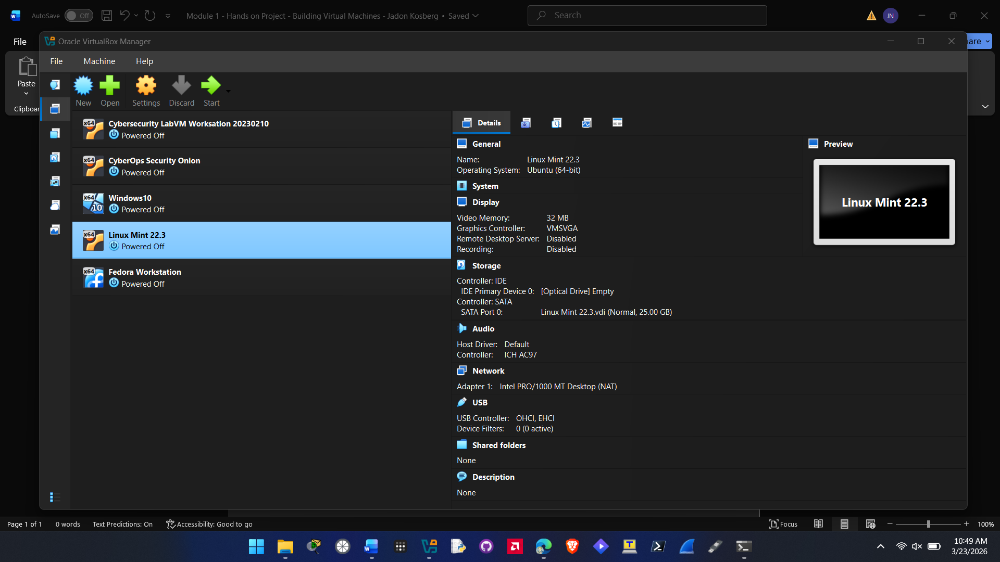 AutoSave Off Module 1 - Hands on Project - Building Virtual Machines - Jadon Kosberg • Saved Search JN
File
Oracle VirtualBox Manager
are
File Machine Help
Paste
Clipboar
New Open Settings Discard Start
x64 Cybersecurity LabVM Worksation 20230210
Powered Off
x64 CyberOps Security Onion
Powered Off
x64 10 Windows10
Powered Off
x64 Linux Mint 22.3
Powered Off
x64 Fedora Workstation
Powered Off
Details
General
Name: Linux Mint 22.3
Operating System: Ubuntu (64-bit)
System
Display
Video Memory: 32 MB
Graphics Controller: VMSVGA
Remote Desktop Server: Disabled
Recording: Disabled
Storage
Controller: IDE
IDE Primary Device 0: [Optical Drive] Empty
Controller: SATA
SATA Port 0: Linux Mint 22.3.vdi (Normal, 25.00 GB)
Audio
Host Driver: Default
Controller: ICH AC97
Network
Adapter 1: Intel PRO/1000 MT Desktop (NAT)
USB
USB Controller: OHCI, EHCI
Device Filters: 0 (0 active)
Shared folders
None
Description
None
Preview
Linux Mint 22.3
Page 1 of 1 0 words Text Predictions: On Accessibility: Good to go Focus 100%
10:49 AM
3/23/2026